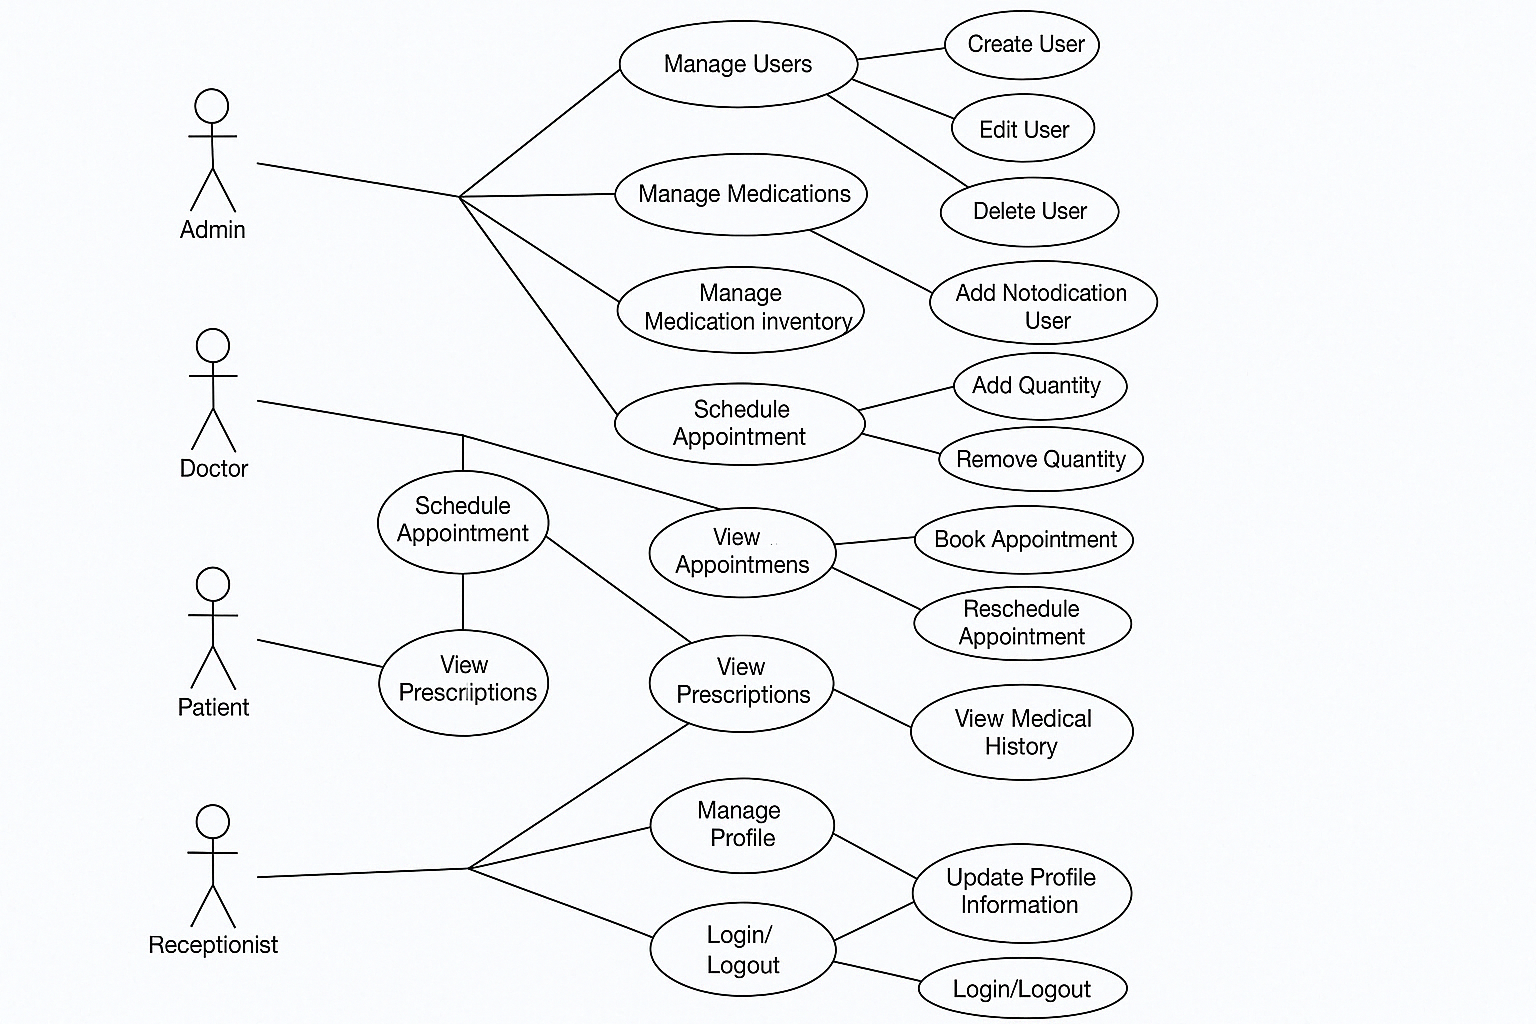 Admin
Doctor
Patient
Receptionist
Manage Users
Manage Medications
Manage
Medication inventory
Schedule
Appointment
Schedule
Appointment
View
Prescriptions
View
Appointmens
View
Prescriptions
Manage
Profile
Login/
Logout
Create User
Edit User
Delete User
Add Notodication
User
Add Quantity
Remove Quantity
Book Appointment
Reschedule
Appointment
View Medical
History
Update Profile
Information
Login/Logout